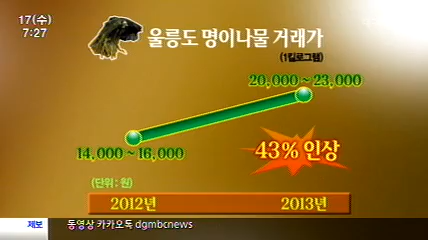 17(수)
7:27
울릉도 명이나물 거래가
(1킬로그램)
20,000~23,000
14,000~16,000
43% 인상
(단위:원)
2012년
2013년
제보
동영상 카카오톡 dgmbcnews